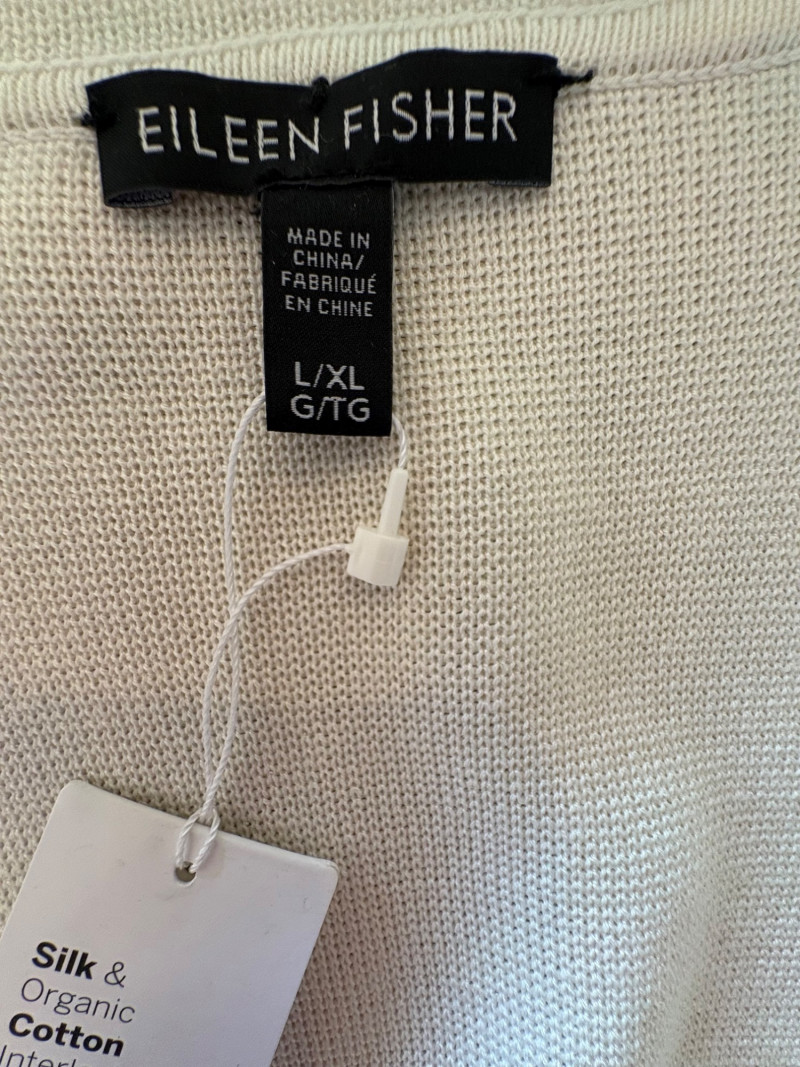 EILEEN FISHER
MADE IN
CHINA/
FABRIQUÉ
EN CHINE
L/XL
G/TG
Silk &
Organic
Cotton